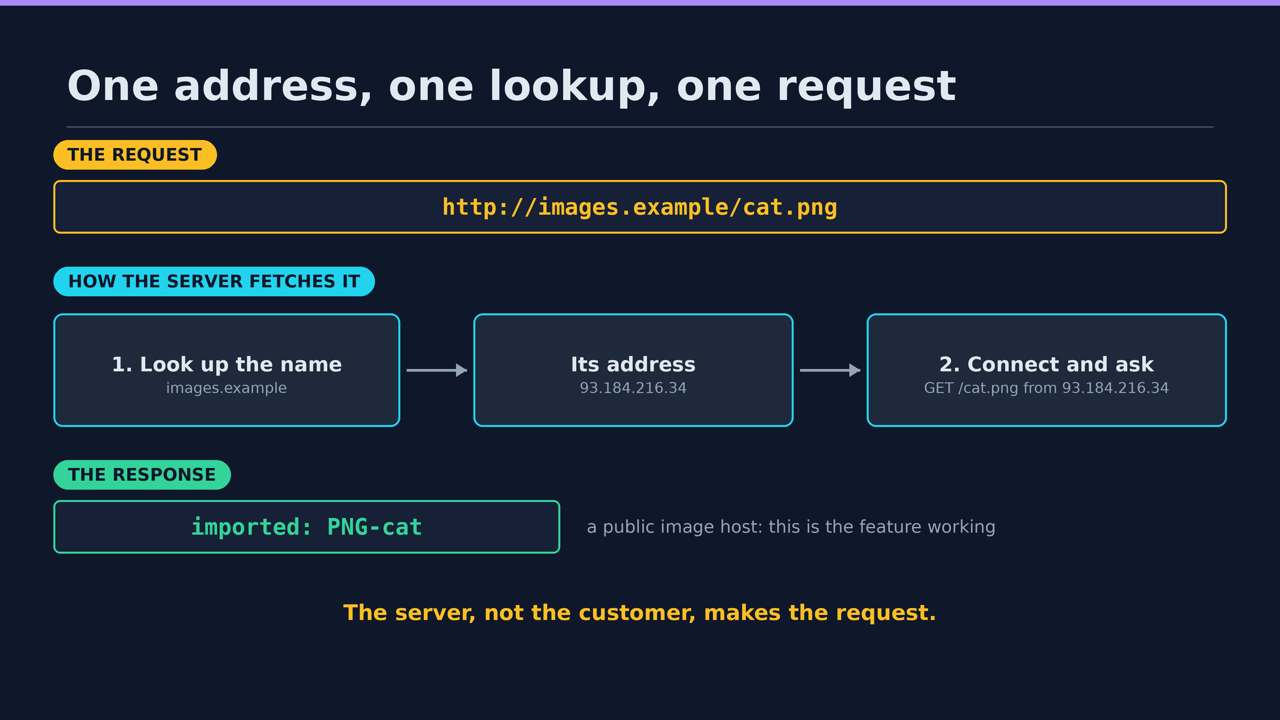 One address, one lookup, one request
THE REQUEST
http://images.example/cat.png
HOW THE SERVER FETCHES IT
1. Look up the name
images.example
Its address
93.184.216.34
2. Connect and ask
GET /cat.png from 93.184.216.34
THE RESPONSE
imported: PNG-cat
a public image host: this is the feature working
The server, not the customer, makes the request.